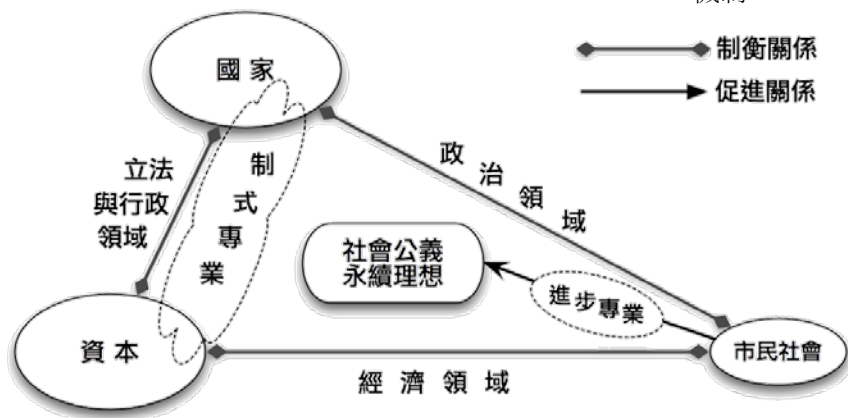 機制
國家
制衡關係
促進關係
立法
與行政
領域
制式專業
政治領域
社會公義
永續理想
進步專業
資本
市民社會
經濟領域